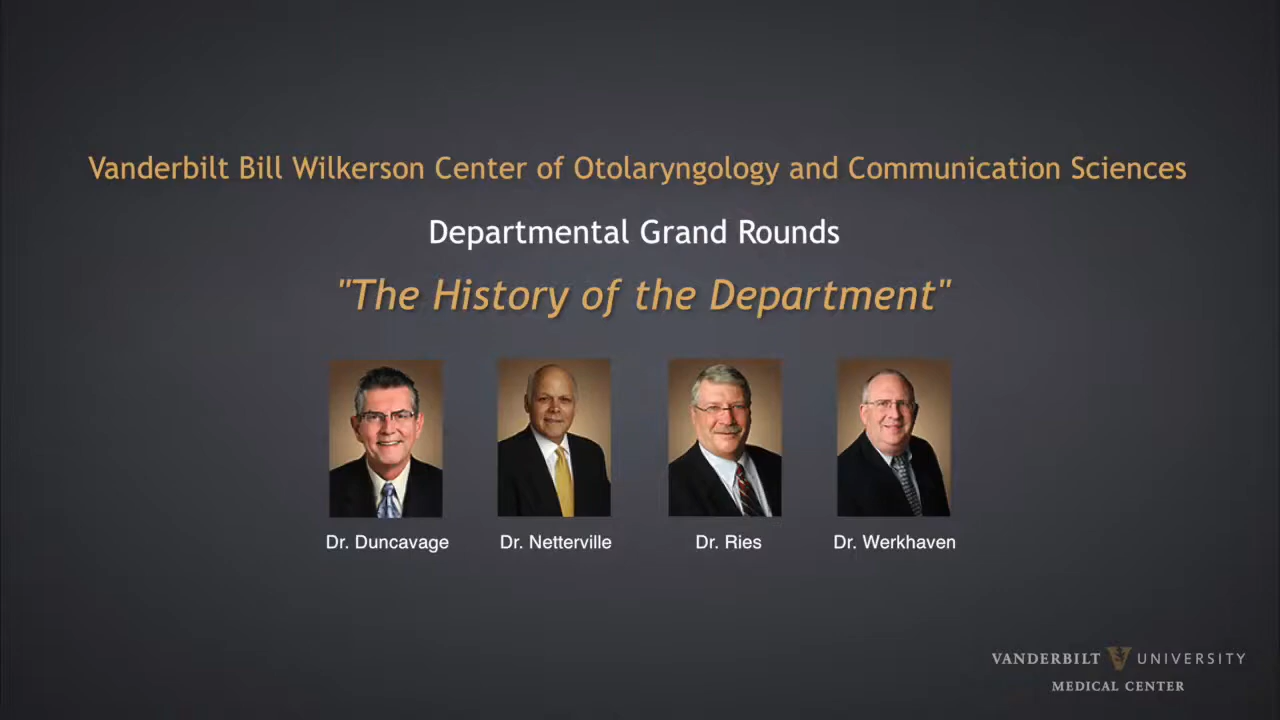 Vanderbilt Bill Wilkerson Center of Otolaryngology and Communication Sciences
Departmental Grand Rounds
"The History of the Department"
Dr. Duncavage
Dr. Netterville
Dr. Ries
Dr. Werkhaven
VANDERBILT UNIVERSITY
MEDICAL CENTER